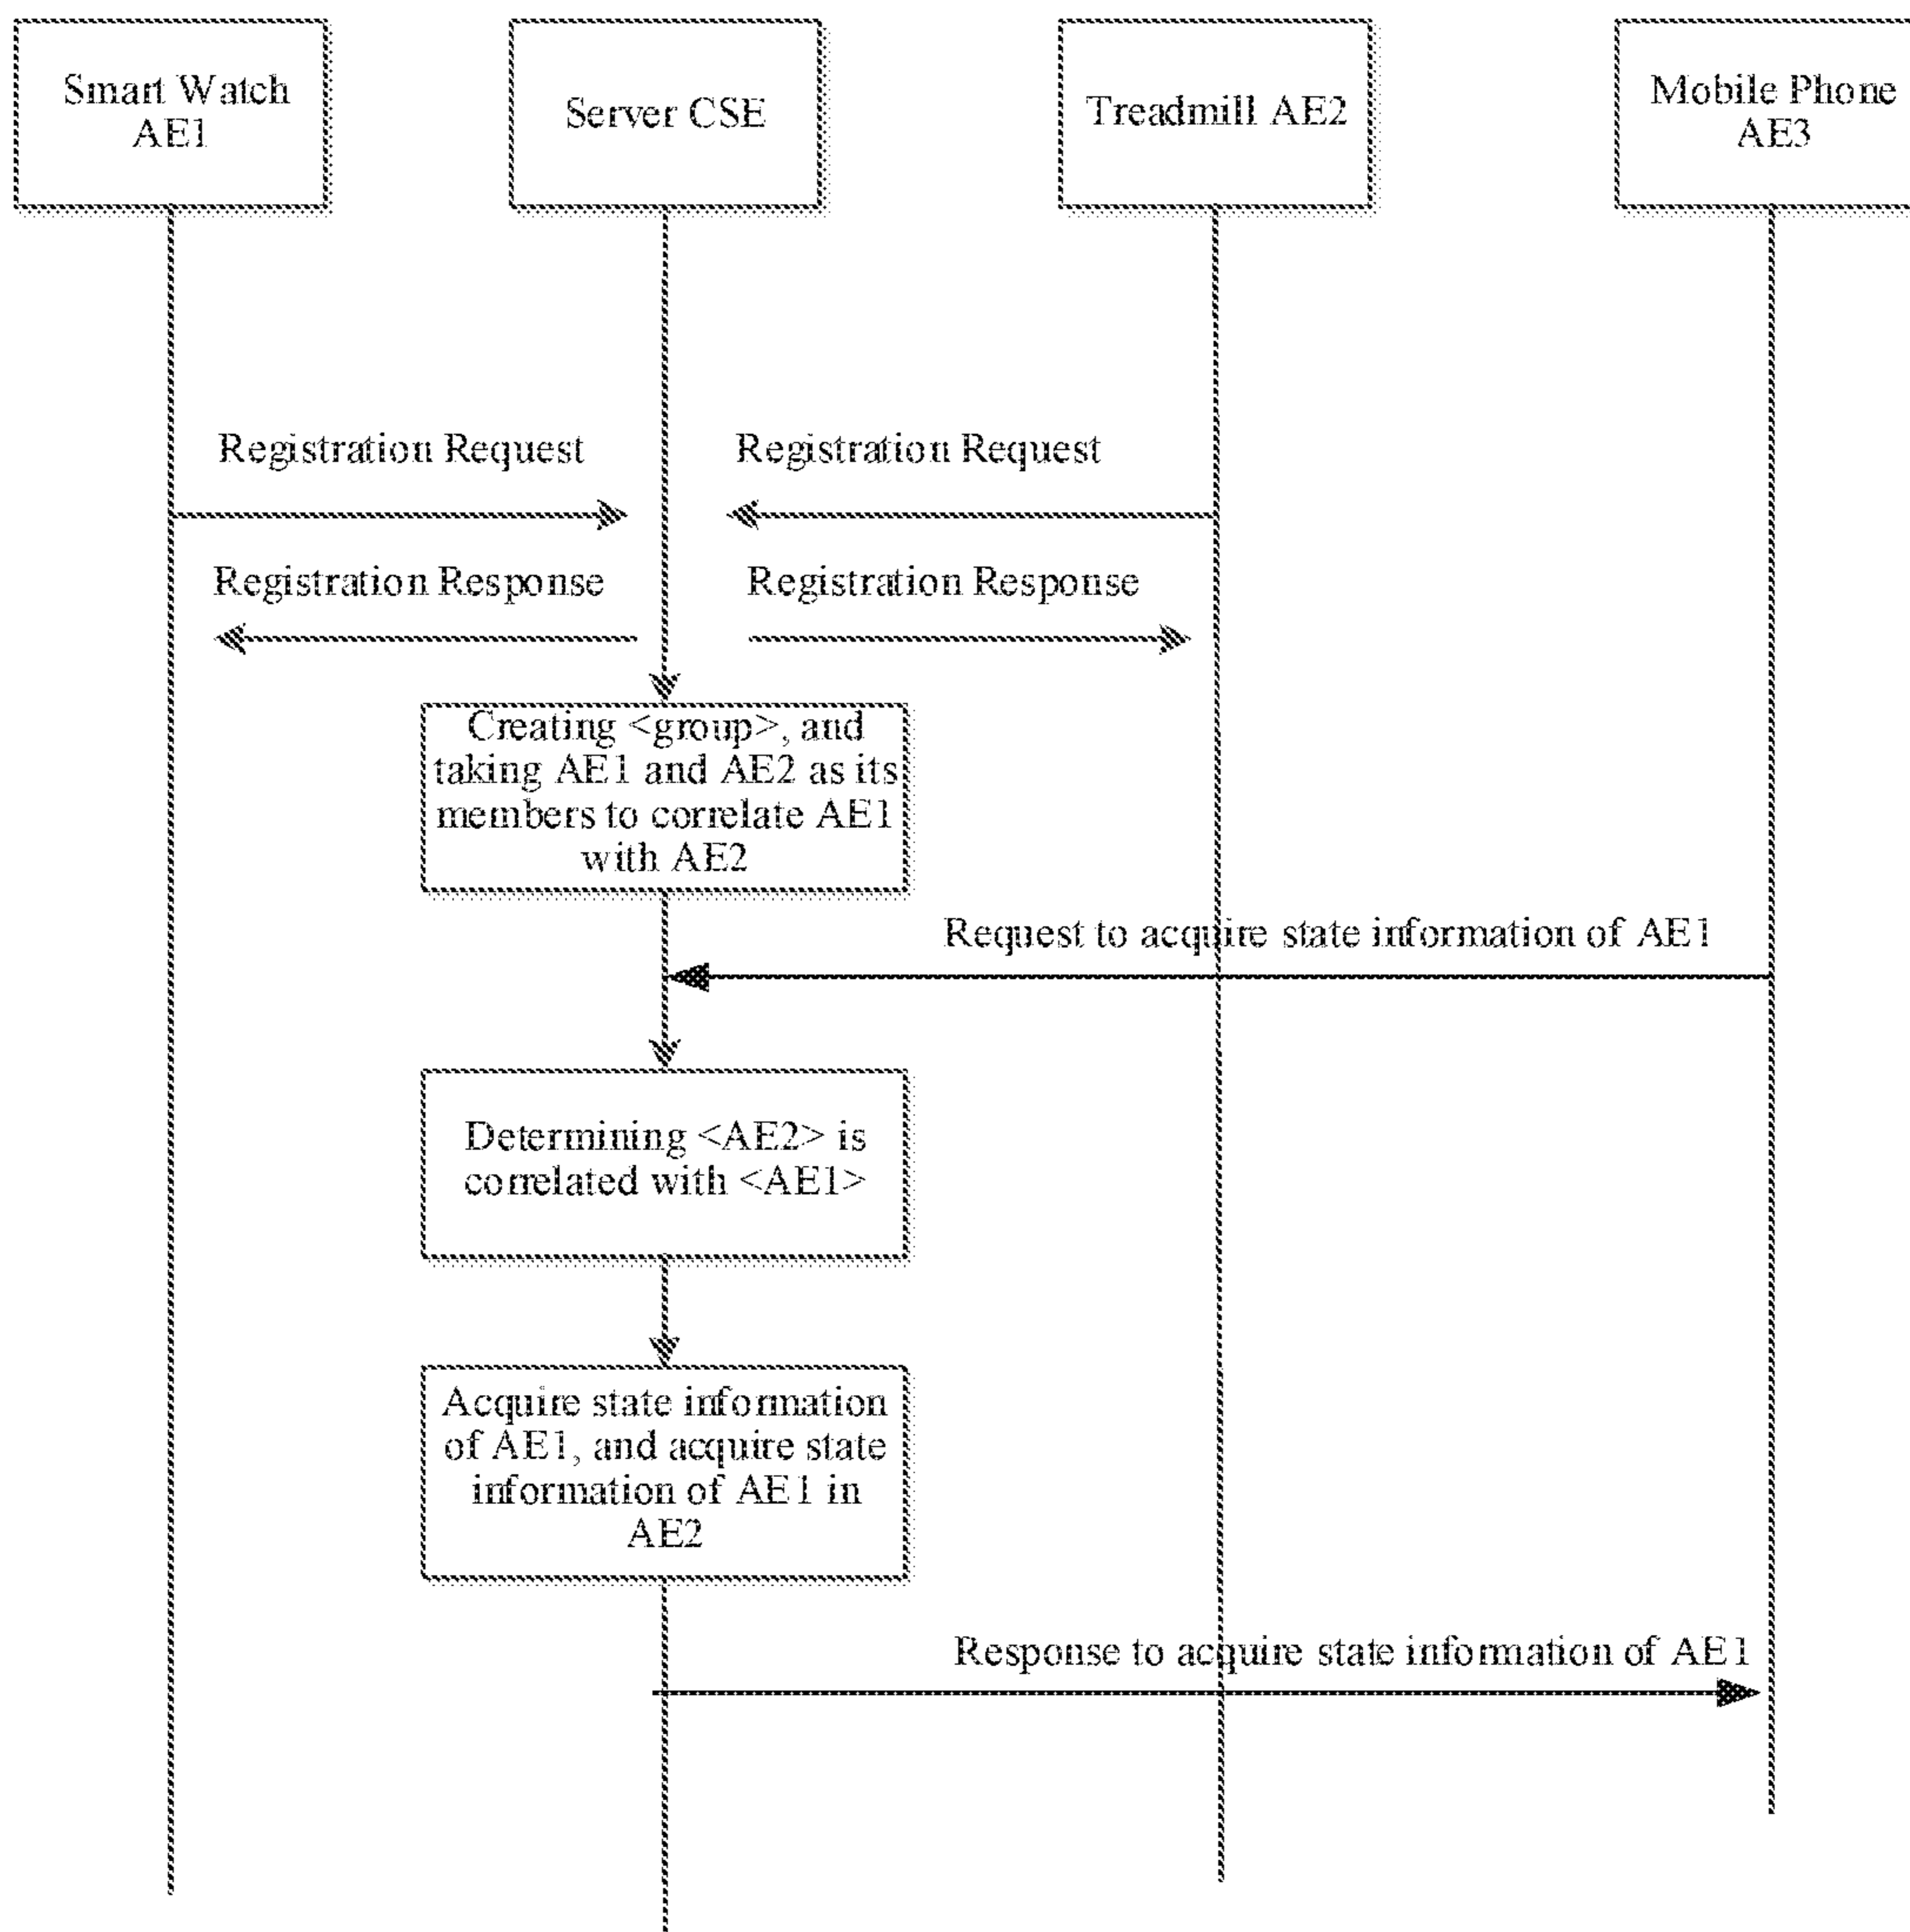 Smart Watch
AE1
Server CSE
Treadmill AE2
Mobile Phone
AE3
Registration Request
Registration Request
Registration Response
Registration Response
Creating <group>, and
taking AE1 and AE2 as its
members to correlate AE1
with AE2
Request to acquire state information of AE1
Determining <AE2> is
correlated with <AE1>
Acquire state information
of AE1, and acquire state
information of AE1 in
AE2
Response to acquire state information of AE1